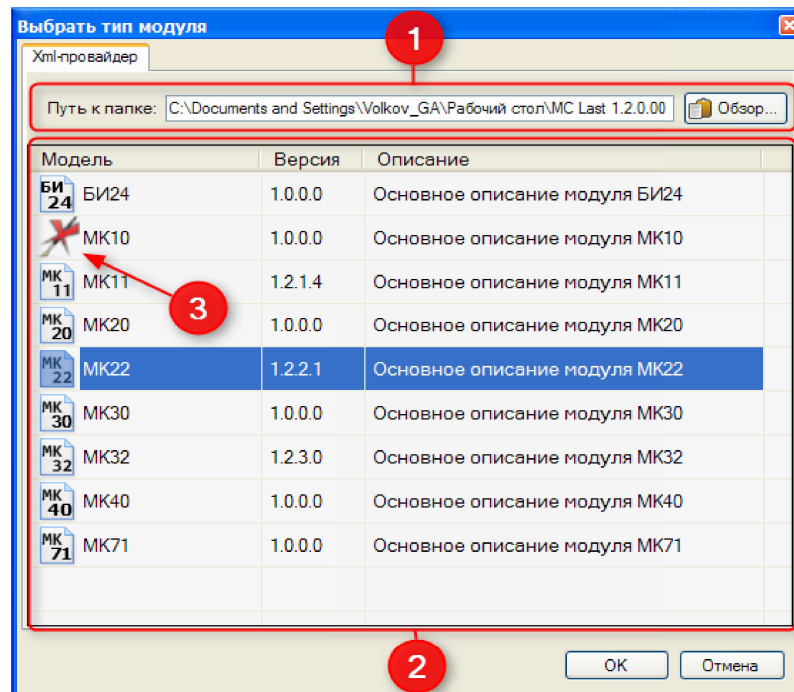 Выбрать тип модуля
1
Xml-провайдер
Путь к папке: C:\Documents and Settings\Volkov_GA\Рабочий стол\MC Last 1.2.0.00 Обзор...
Модель Версия Описание
БИ 24 БИ24 1.0.0.0 Основное описание модуля БИ24
МК10 1.0.0.0 Основное описание модуля МК10
МК 11 МК11 1.2.1.4 Основное описание модуля МК11
3
МК 20 МК20 1.0.0.0 Основное описание модуля МК20
МК 22 МК22 1.2.2.1 Основное описание модуля МК22
МК 30 МК30 1.0.0.0 Основное описание модуля МК30
МК 32 МК32 1.2.3.0 Основное описание модуля МК32
МК 40 МК40 1.0.0.0 Основное описание модуля МК40
МК 71 МК71 1.0.0.0 Основное описание модуля МК71
2
OK Отмена